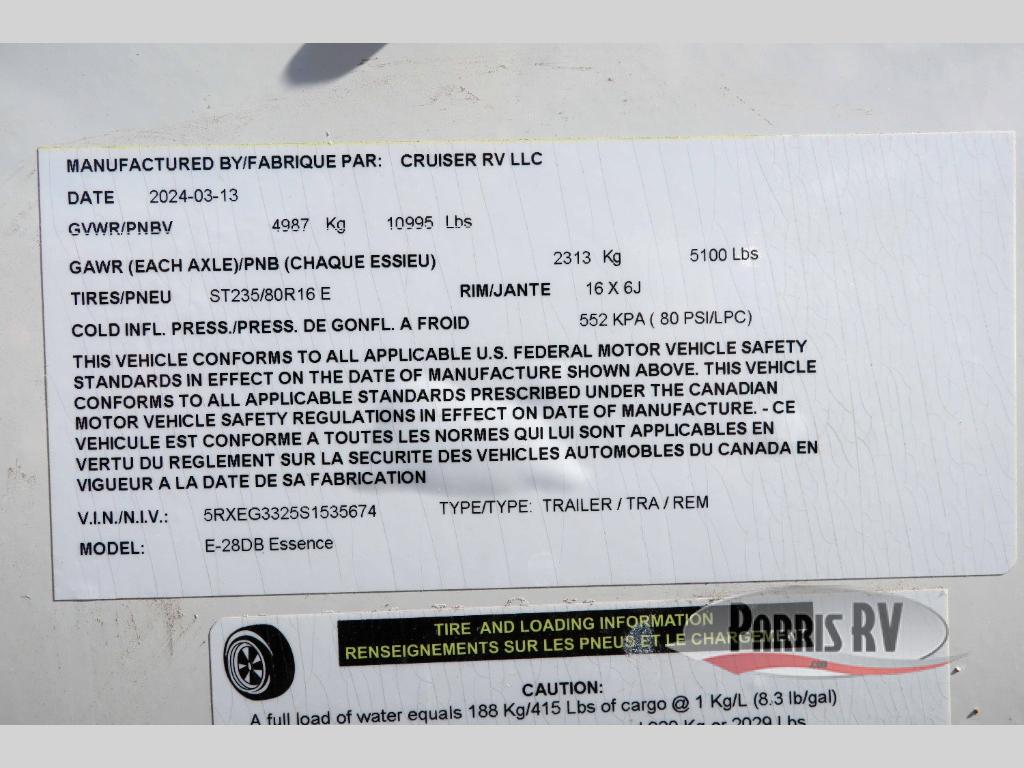 MANUFACTURED BY/FABRIQUE PAR: CRUISER RV LLC
DATE 2024-03-13
GVWR/PNBV 4987 Kg 10995 Lbs
GAWR (EACH AXLE)/PNB (CHAQUE ESSIEU) 2313 Kg 5100 Lbs
TIRES/PNEU ST235/80R16 E RIM/JANTE 16 X 6J
COLD INFL. PRESS./PRESS. DE GONFL. A FROID 552 KPA ( 80 PSI/LPC)
THIS VEHICLE CONFORMS TO ALL APPLICABLE U.S. FEDERAL MOTOR VEHICLE SAFETY
STANDARDS IN EFFECT ON THE DATE OF MANUFACTURE SHOWN ABOVE. THIS VEHICLE
CONFORMS TO ALL APPLICABLE STANDARDS PRESCRIBED UNDER THE CANADIAN
MOTOR VEHICLE SAFETY REGULATIONS IN EFFECT ON DATE OF MANUFACTURE. - CE
VEHICULE EST CONFORME A TOUTES LES NORMES QUI LUI SONT APPLICABLES EN
VERTU DU REGLEMENT SUR LA SECURITE DES VEHICLES AUTOMOBILES DU CANADA EN
VIGUEUR A LA DATE DE SA FABRICATION
V.I.N./N.I.V.: 5RXEG3325S1535674 TYPE/TYPE: TRAILER / TRA / REM
MODEL: E-28DB Essence
TIRE AND LOADING INFORMATION
RENSEIGNEMENTS SUR LES PNEUS ET LE CHARGEMENT
PARRIS RV
.com
CAUTION:
A full load of water equals 188 Kg/415 Lbs of cargo @ 1 Kg/L (8.3 lb/gal)
Kg or 2029 Lbs